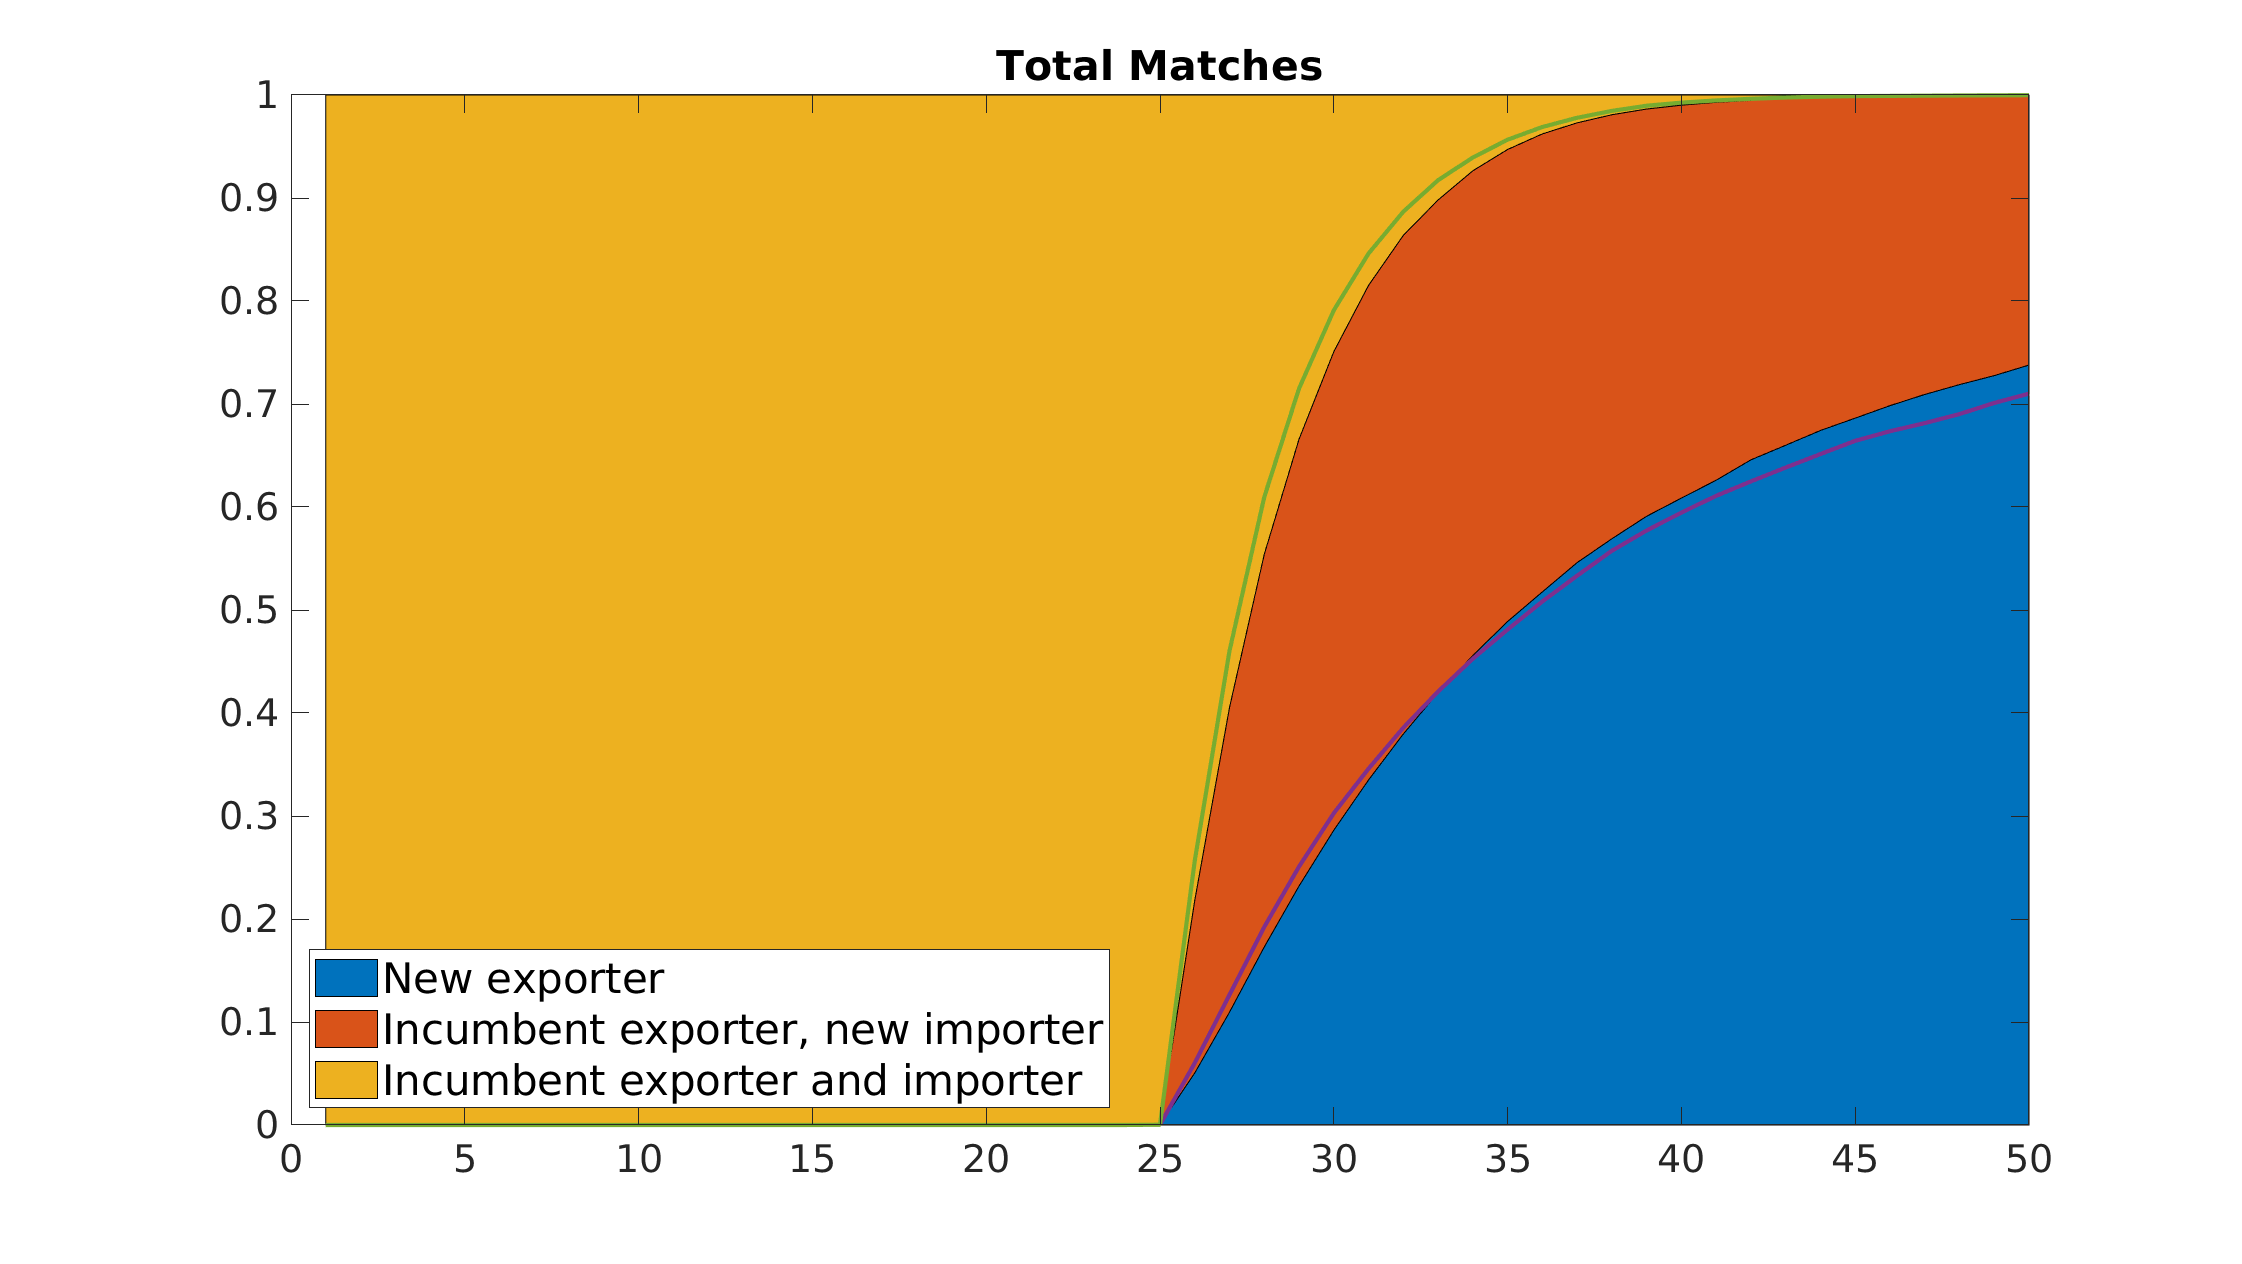 Total Matches
1
0.9
0.8
0.7
0.6
0.5
0.4
0.3
0.2
0.1
0
New exporter
Incumbent exporter, new importer
Incumbent exporter and importer
0 5 10 15 20 25 30 35 40 45 50